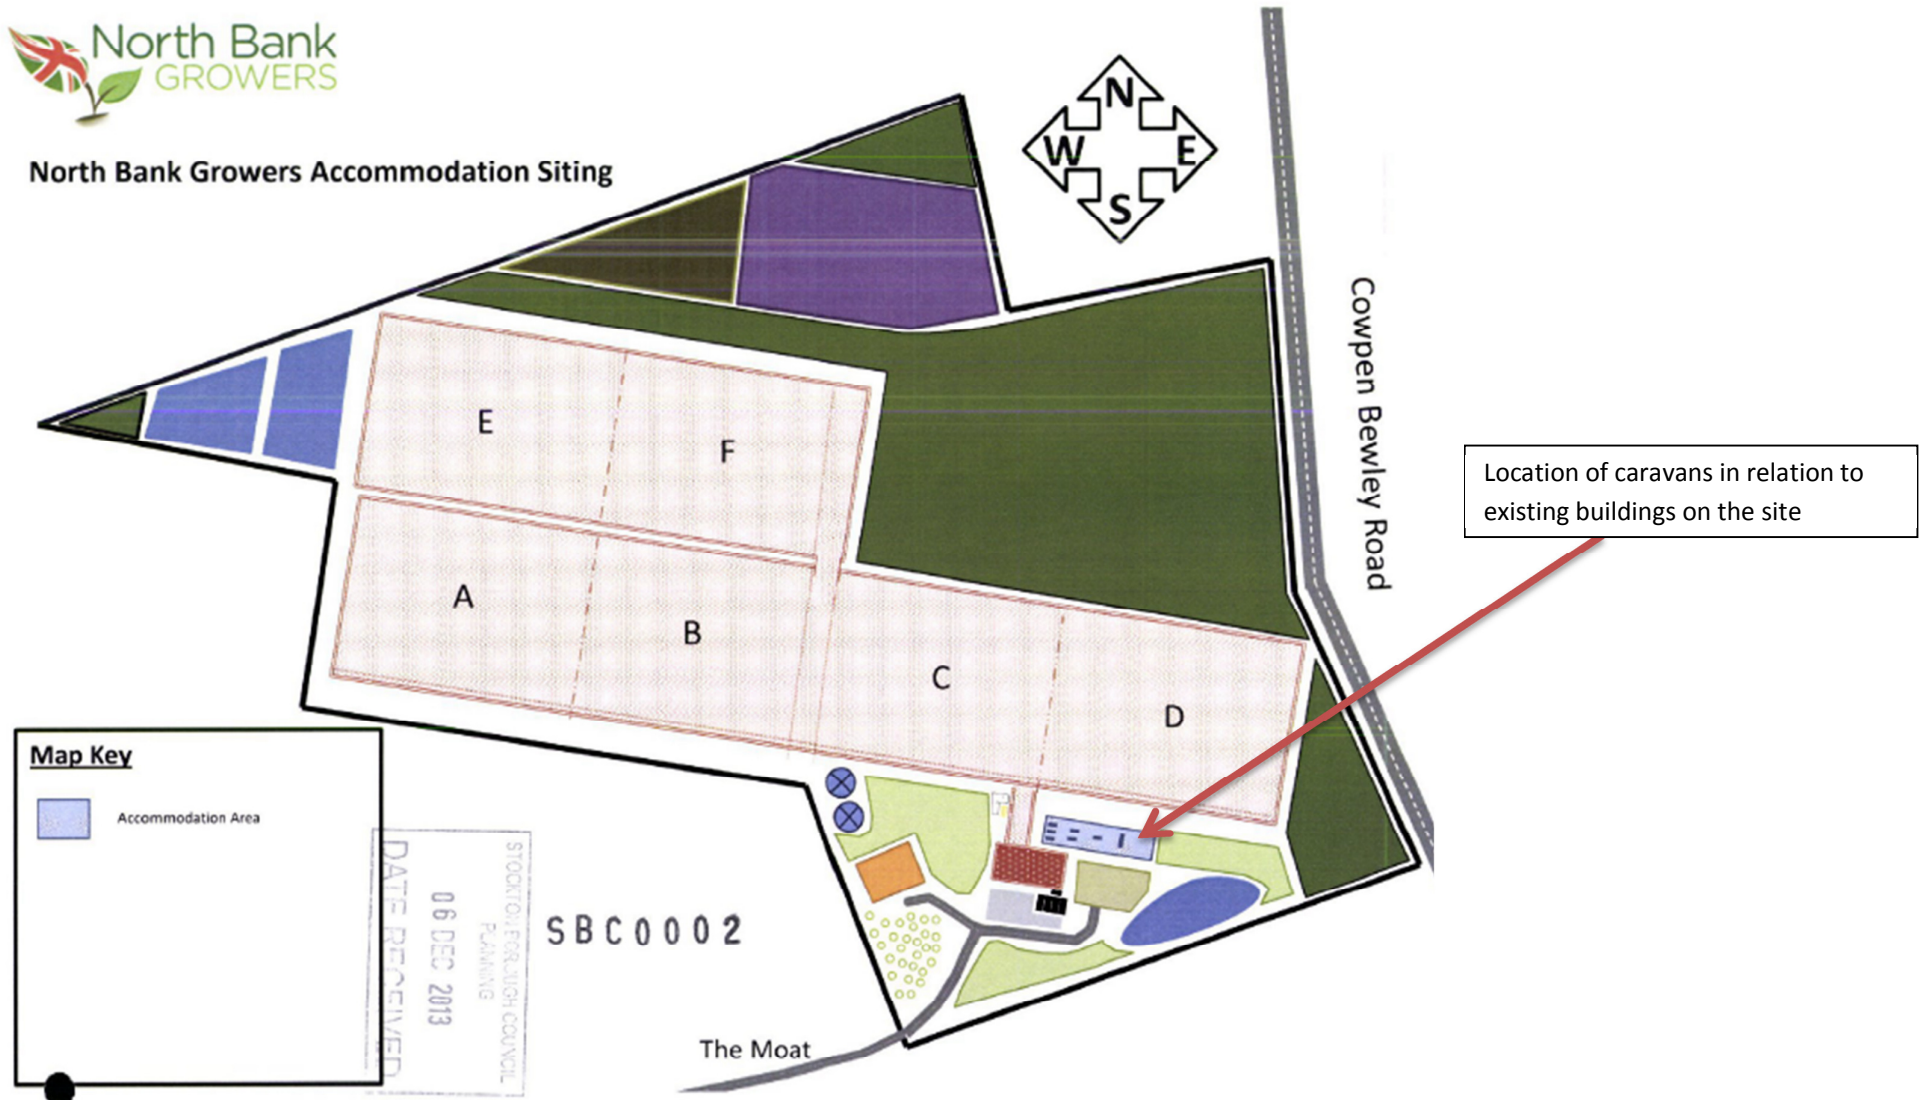 North Bank
GROWERS
North Bank Growers Accommodation Siting
N
W
E
S
Cowpen Bewley Road
Location of caravans in relation to
existing buildings on the site
E
F
A
B
C
D
Map Key
Accommodation Area
STOCKTON BOROUGH COUNCIL
PLANNING
06 DEC 2013
DATE RECEIVED
SBC0002
The Moat